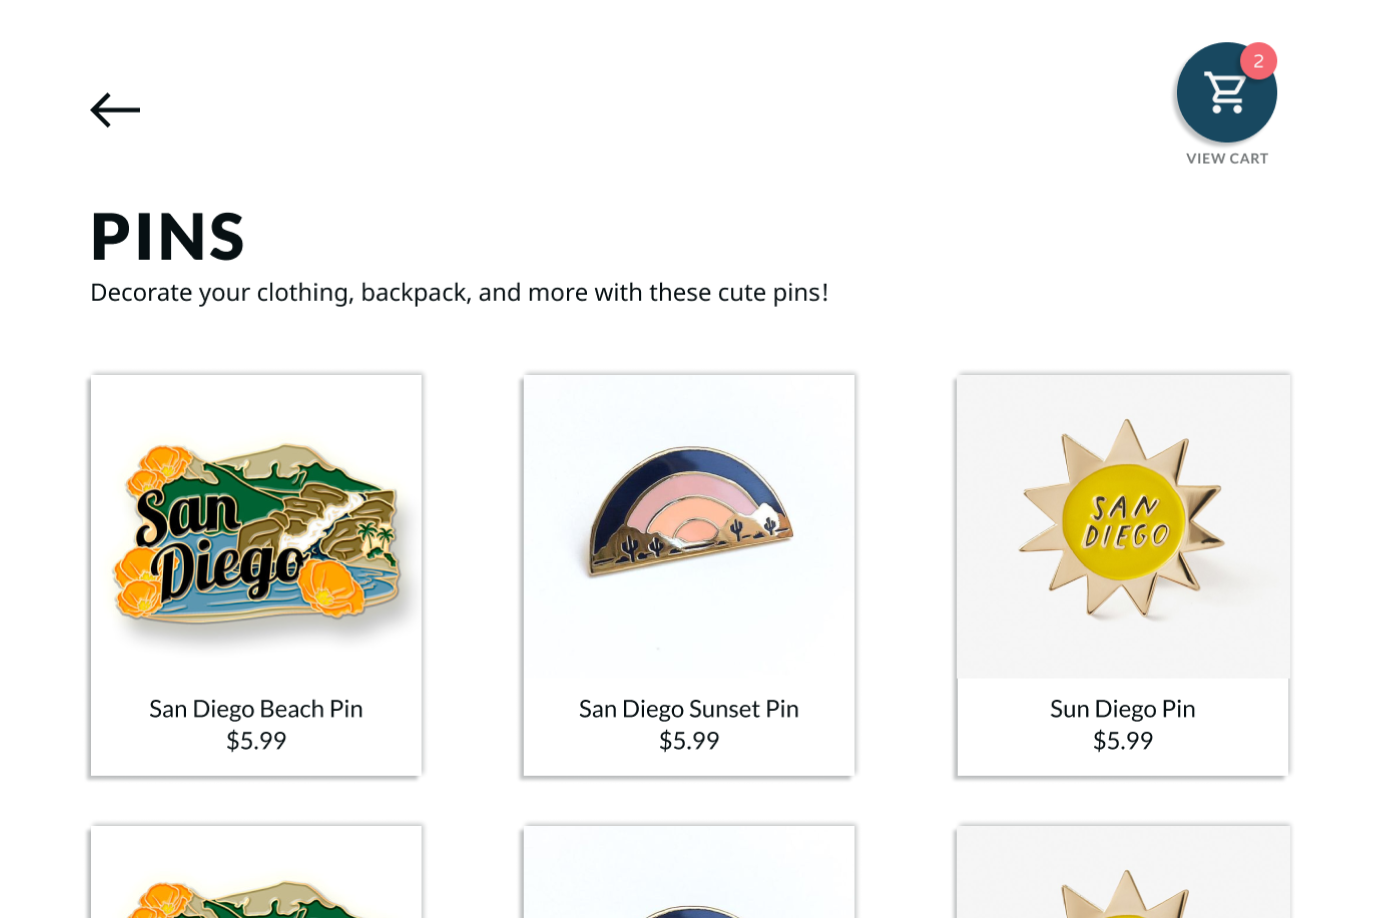 2
VIEW CART
PINS
Decorate your clothing, backpack, and more with these cute pins!
San
Diego
SAN
DIEGO
San Diego Beach Pin
$5.99
San Diego Sunset Pin
$5.99
Sun Diego Pin
$5.99